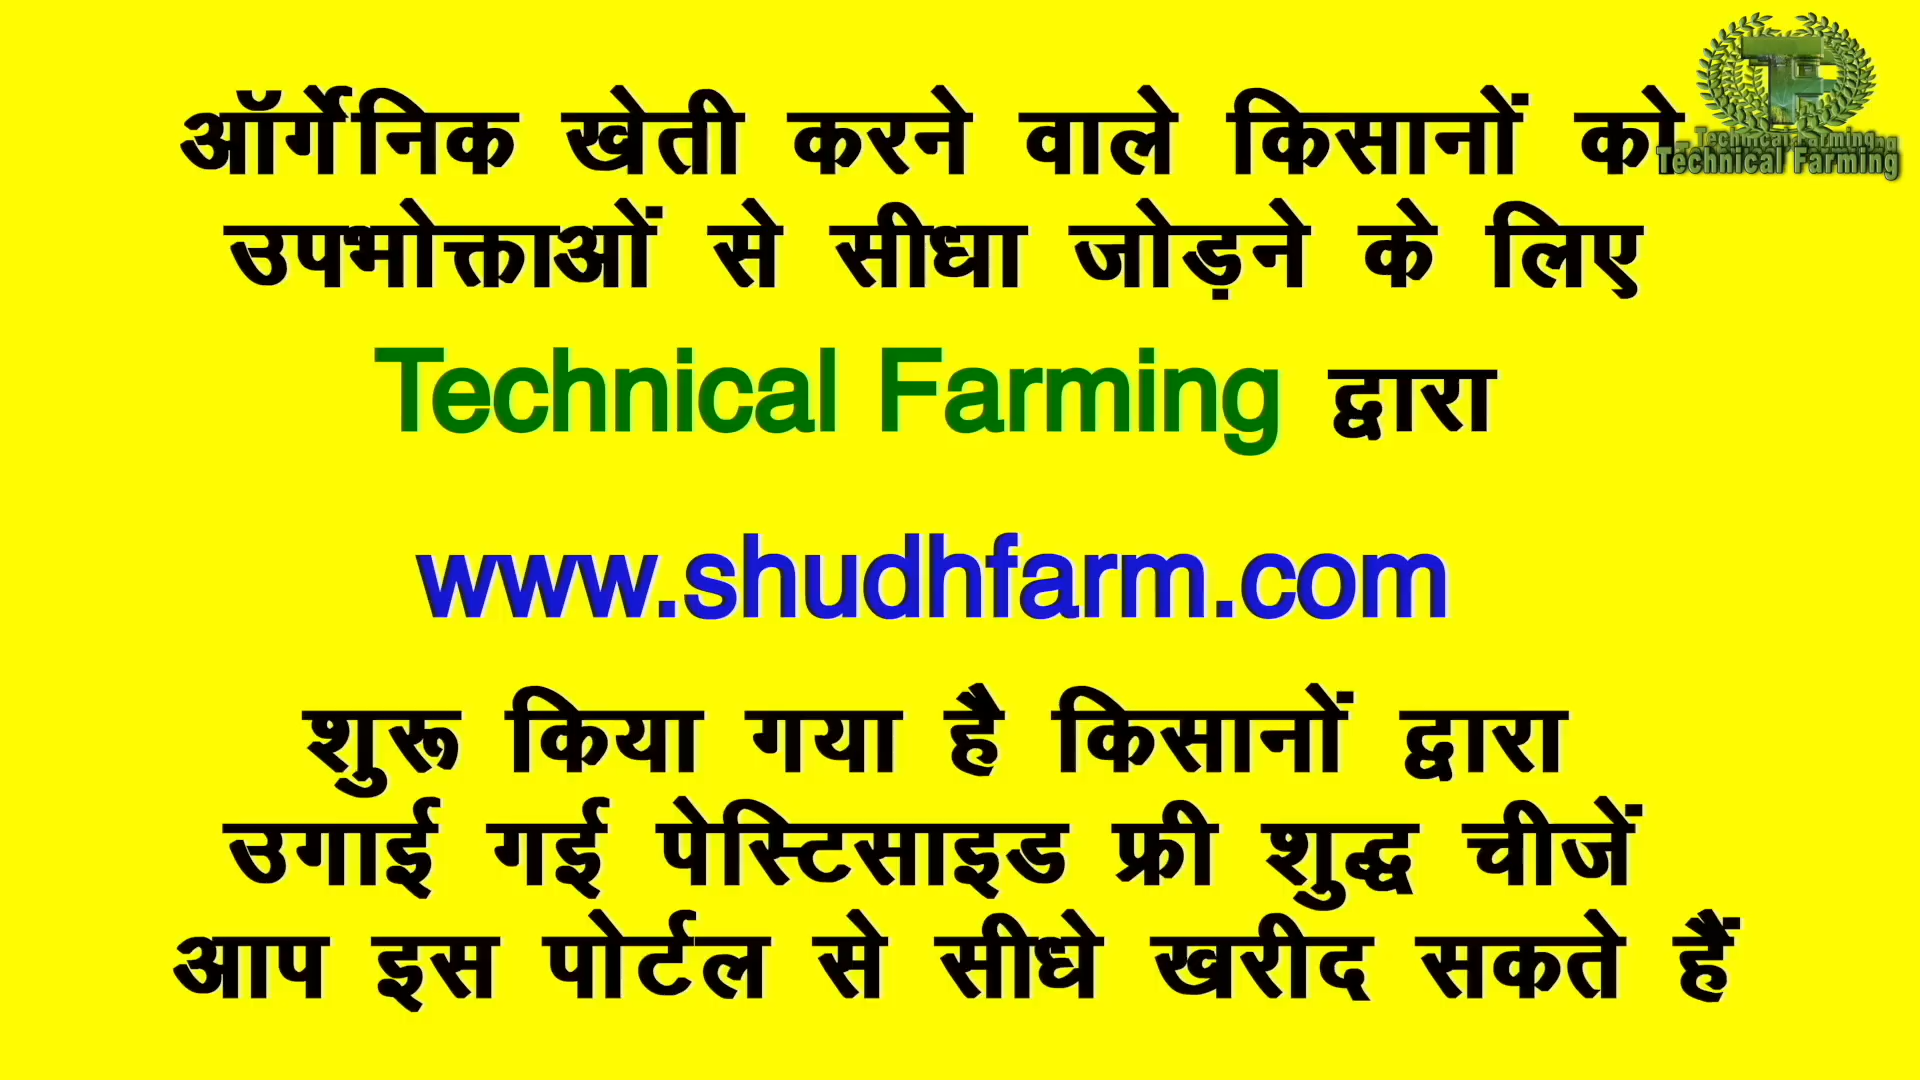 ऑर्गेनिक खेती करने वाले किसानों को
उपभोक्ताओं से सीधा जोड़ने के लिए
Technical Farming द्वारा
www.shudhfarm.com
शुरू किया गया है किसानों द्वारा
उगाई गई पेस्टिसाइड फ्री शुद्ध चीजें
आप इस पोर्टल से सीधे खरीद सकते हैं
TF
Technical Farming